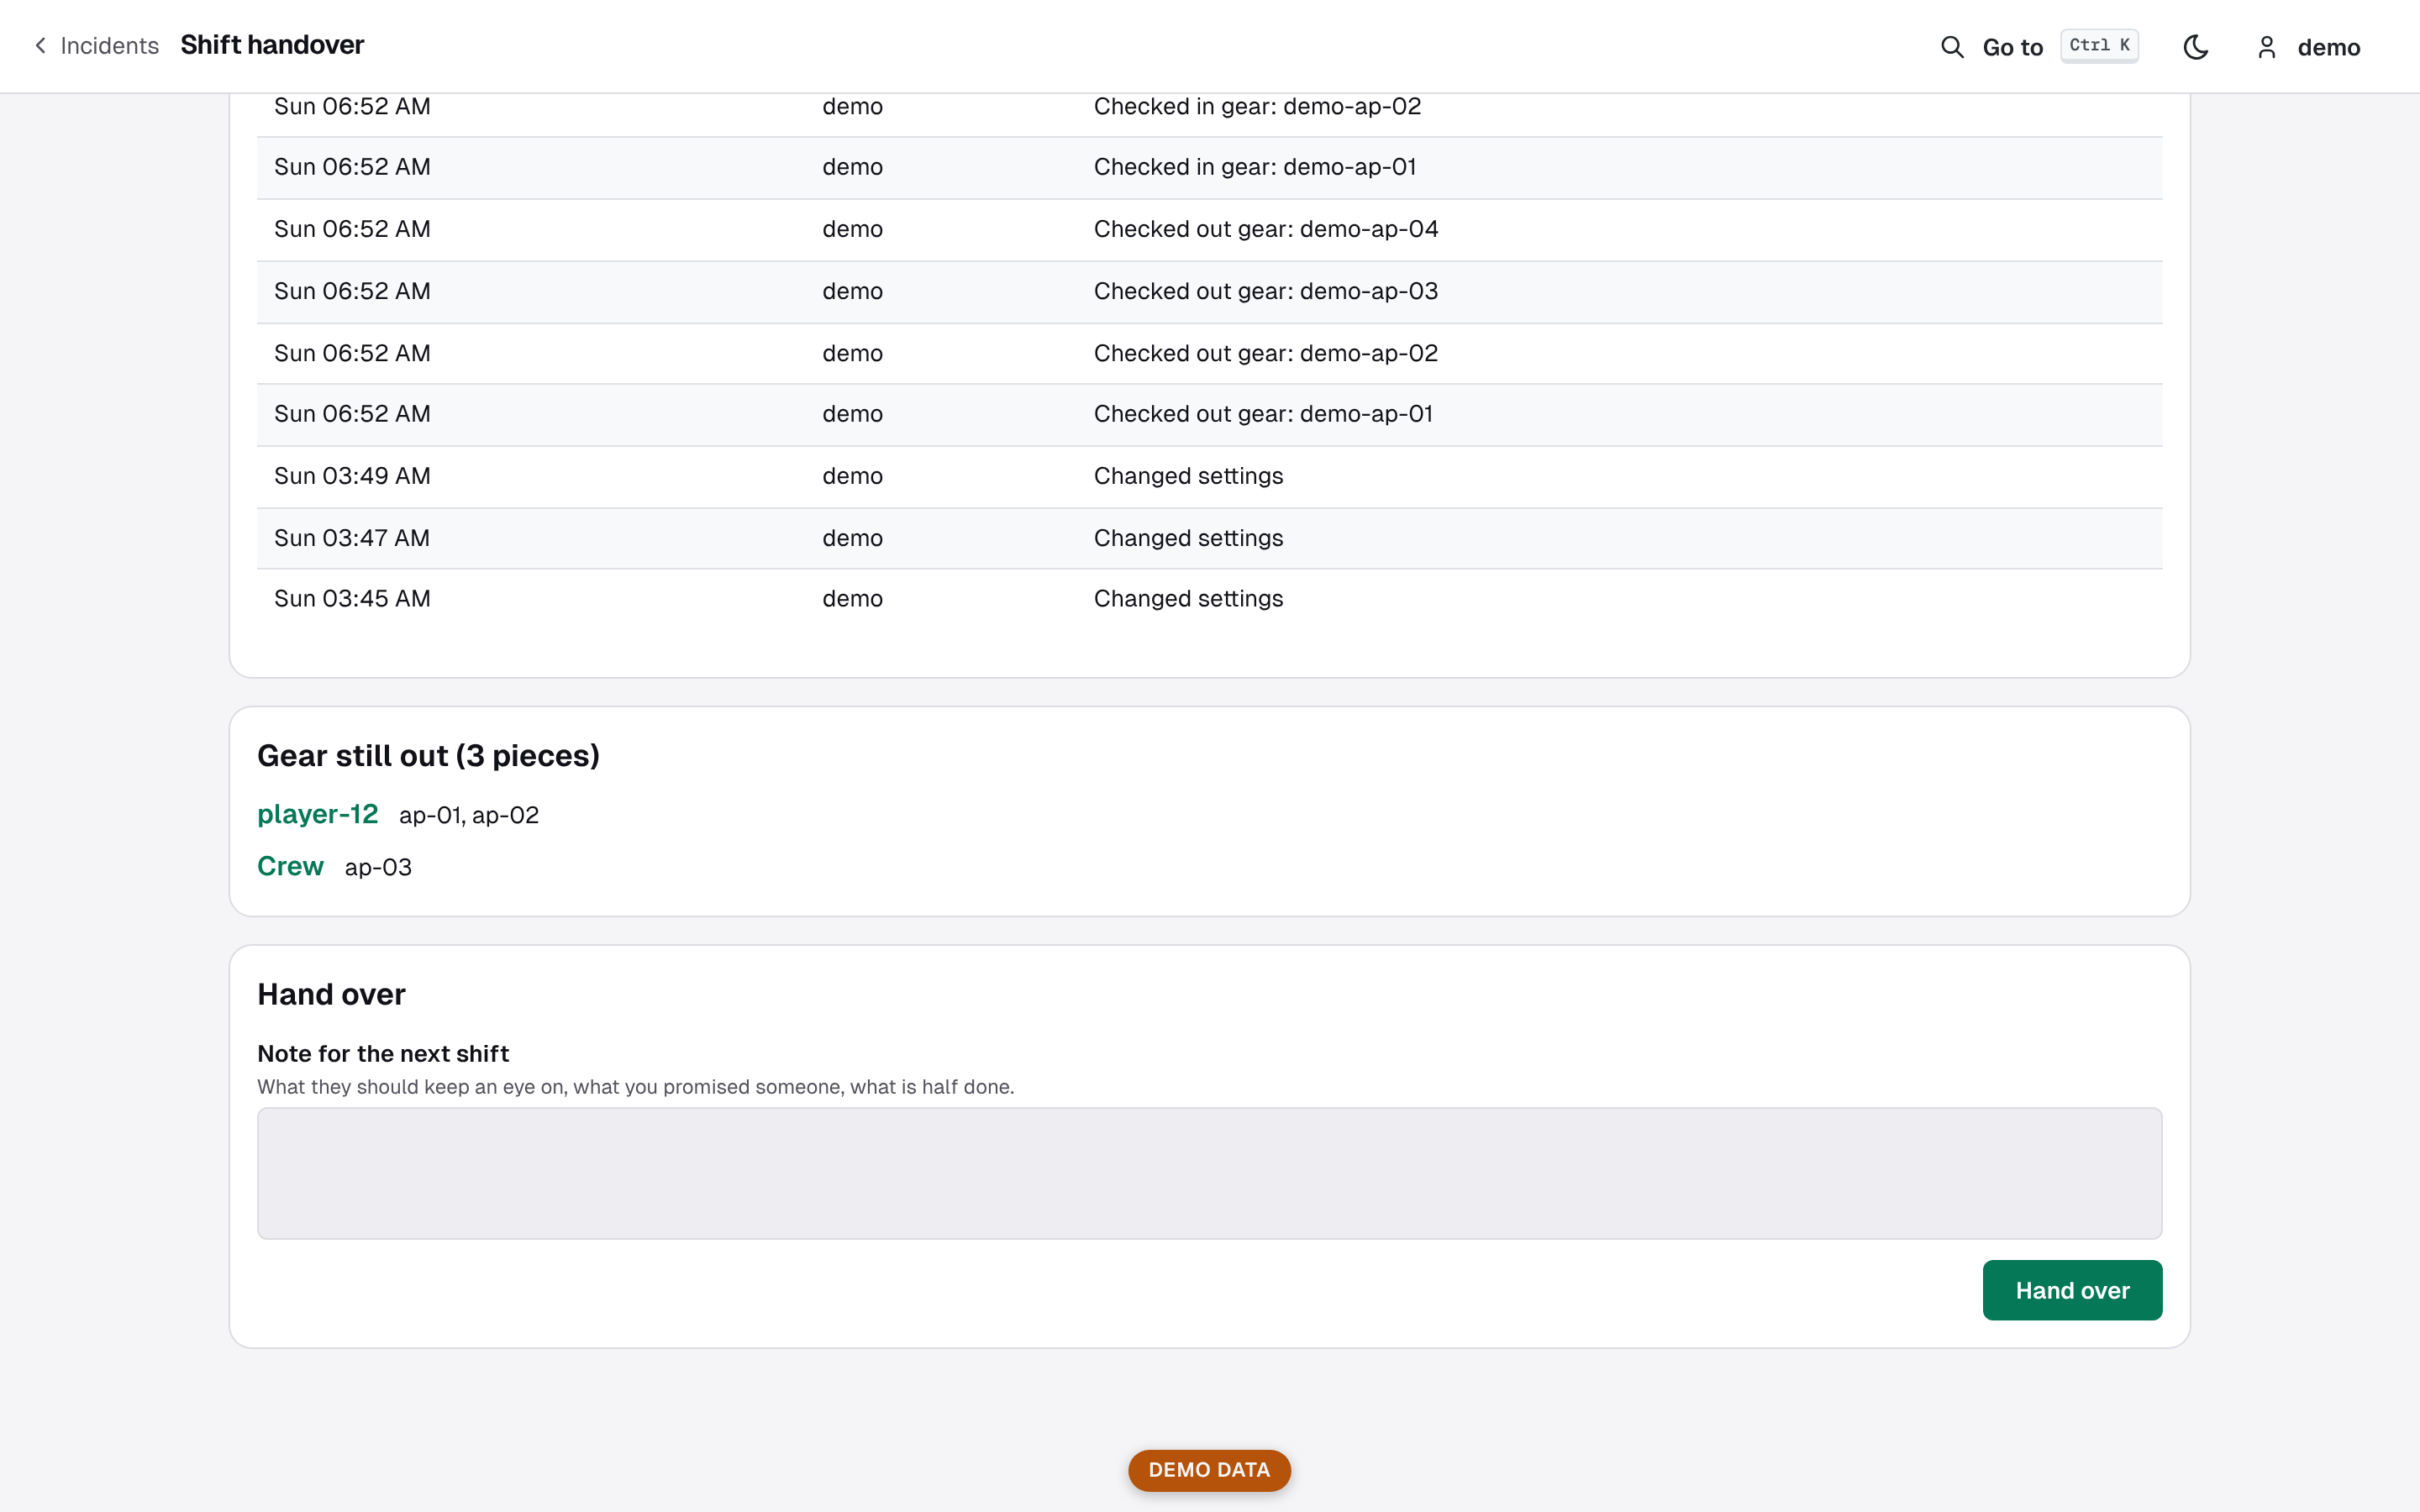 Incidents Shift handover Go to Ctrl K demo
Sun 06:52 AM demo Checked in gear: demo-ap-02
Sun 06:52 AM demo Checked in gear: demo-ap-01
Sun 06:52 AM demo Checked out gear: demo-ap-04
Sun 06:52 AM demo Checked out gear: demo-ap-03
Sun 06:52 AM demo Checked out gear: demo-ap-02
Sun 06:52 AM demo Checked out gear: demo-ap-01
Sun 03:49 AM demo Changed settings
Sun 03:47 AM demo Changed settings
Sun 03:45 AM demo Changed settings
Gear still out (3 pieces)
player-12 ap-01, ap-02
Crew ap-03
Hand over
Note for the next shift
What they should keep an eye on, what you promised someone, what is half done.
Hand over
DEMO DATA